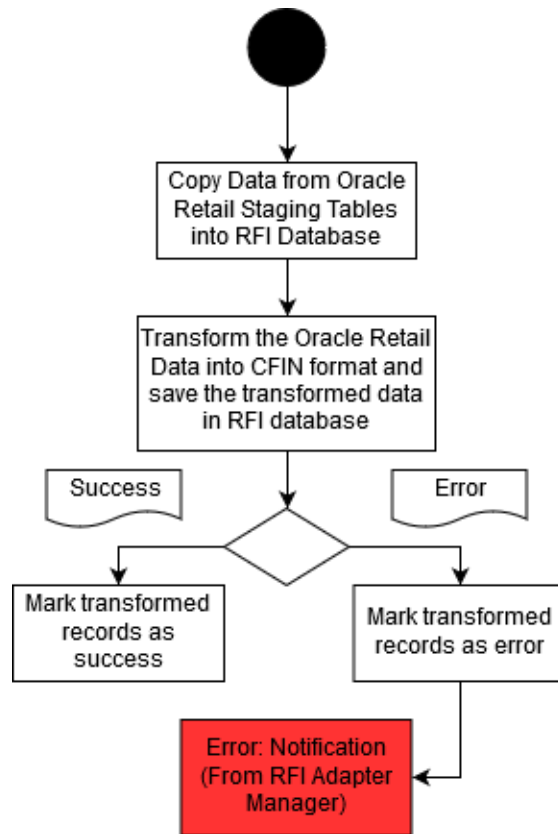 Copy Data from Oracle
Retail Staging Tables
into RFI Database
Transform the Oracle Retail
Data into CFIN format and
save the transformed data
in RFI database
Success
Error
Mark transformed
records as
success
Mark transformed
records as error
Error: Notification
(From RFI Adapter
Manager)